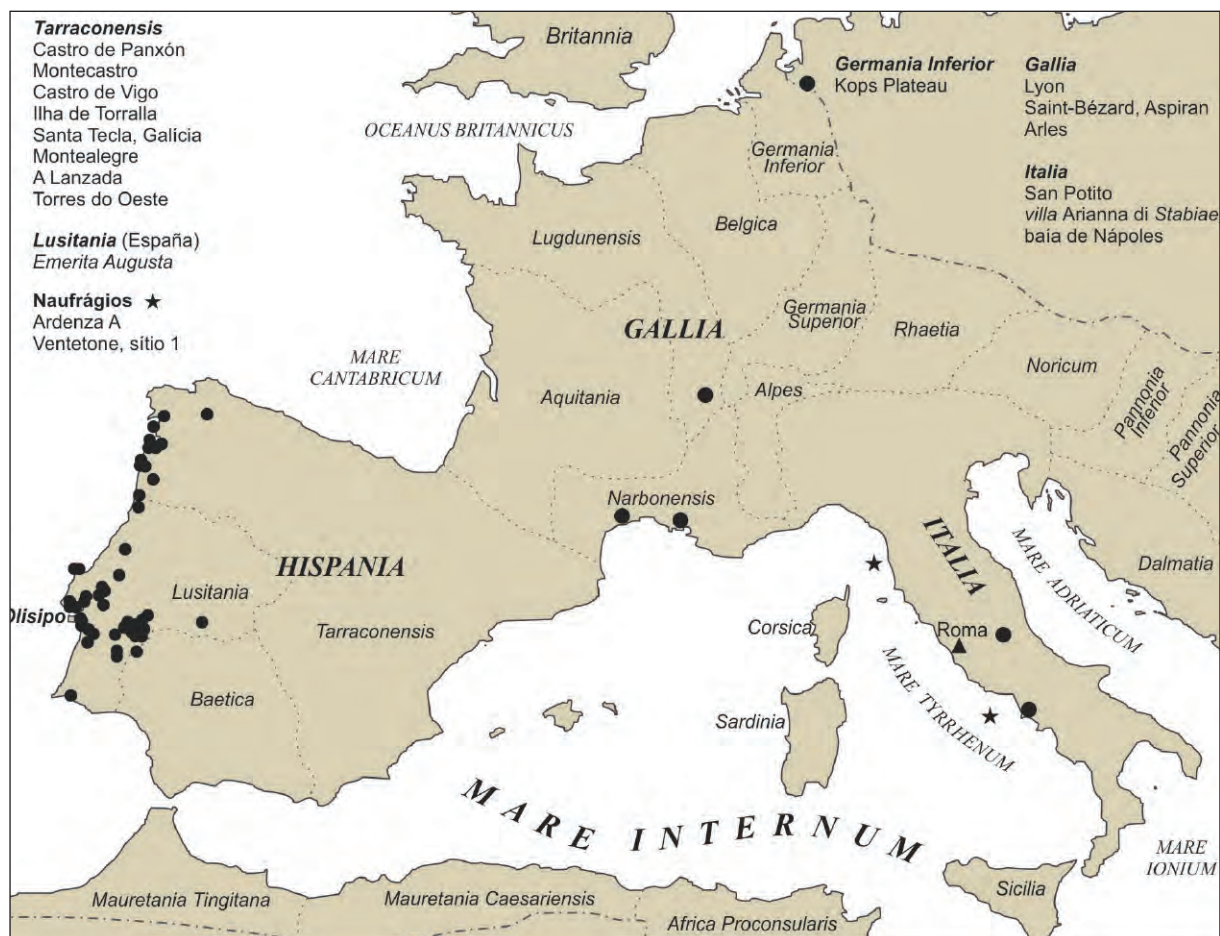 Tarraconensis
Castro de Panxón
Montecastro
Castro de Vigo
Ilha de Torralla
Santa Tecla, Galícia
Montealegre
A Lanzada
Torres do Oeste
Lusitania (España)
Emerita Augusta
Naufrágios ★
Ardenza A
Ventetone, sítio 1
Britannia
Germania Inferior
Kops Plateau
Gallia
Lyon
Saint-Bézard, Aspiran
Arles
Italia
San Potito
villa Arianna di Stabiae
baía de Nápoles
OCEANUS BRITANNICUS
Germania
Inferior
Belgica
Lugdunensis
Germania
Superior
GALLIA
Rhaetia
Noricum
Pannonia
Inferior
Pannonia
Superior
MARE
CANTABRICUM
Aquitania
Alpes
Narbonensis
ITALIA
MARE ADRIATICUM
Dalmatia
HISPANIA
Lusitania
Olisipo
Tarraconensis
Corsica
Roma
MARE TYRRHENUM
Baetica
Sardinia
MARE INTERNUM
MARE
IONIUM
Sicilia
Mauretania Tingitana
Mauretania Caesariensis
Africa Proconsularis